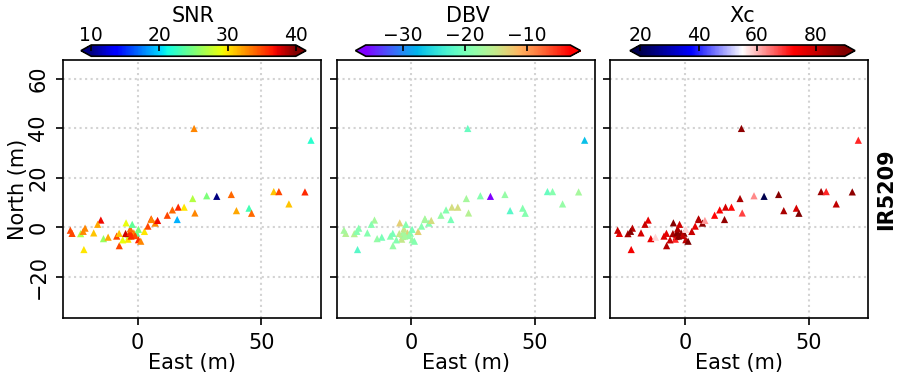 SNR
DBV
Xc
10 20 30 40
−30 −20 −10
20 40 60 80
60
40
20
0
−20
North (m)
IR5209
0 50
0 50
0 50
East (m)
East (m)
East (m)